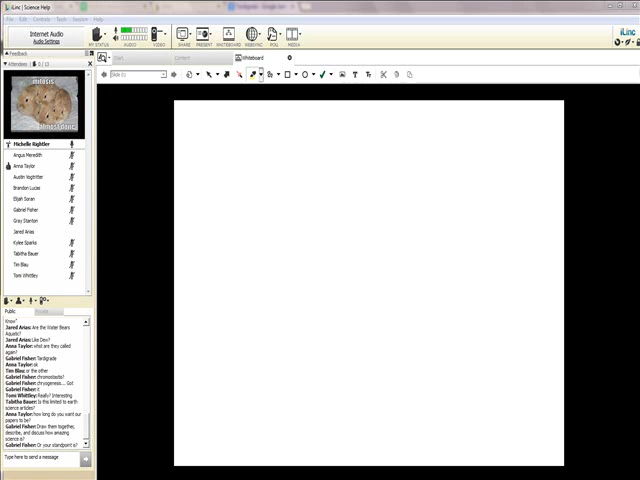 iLinc | Science Help
File Edit Controls Tools Session Help
Internet Audio
Audio Settings
MY STATUS
AUDIO
VIDEO
SHARE
PRESENT
WHITEBOARD
WEBSYNC
POLL
MEDIA
iLinc
Feedback
Attendees 0 / 13
Start
Content
Whiteboard
mitosis
almost done
Michelle Rightler
Angus Meredith
Anna Taylor
Brandon Lucas
Elijah Soran
Gabriel Fisher
Gray Stanton
Jared Arias
Kylee Sparks
Tabitha Bauer
Tim Blau
Tomi Whittley
Public
Private
Know"
Jared Arias: Are the Water Bears
Aquatic?
Jared Arias: Like Dew?
Anna Taylor: what are they called
again?
Gabriel Fisher: Tardigrade
Anna Taylor: ok
Tim Blau: or the other
Gabriel Fisher: chromostastis?
Gabriel Fisher: chryogenesis.... Got
Gabriel Fisher: it
Tomi Whittley: Really? Interesting
Tabitha Bauer: Is this limited to earth
science articles?
Anna Taylor: how long do you want our
papers to be?
Gabriel Fisher: Draw them together,
describe, and discuss how amazing
science is?
Gabriel Fisher: Or your standpoint is?
Type here to send a message